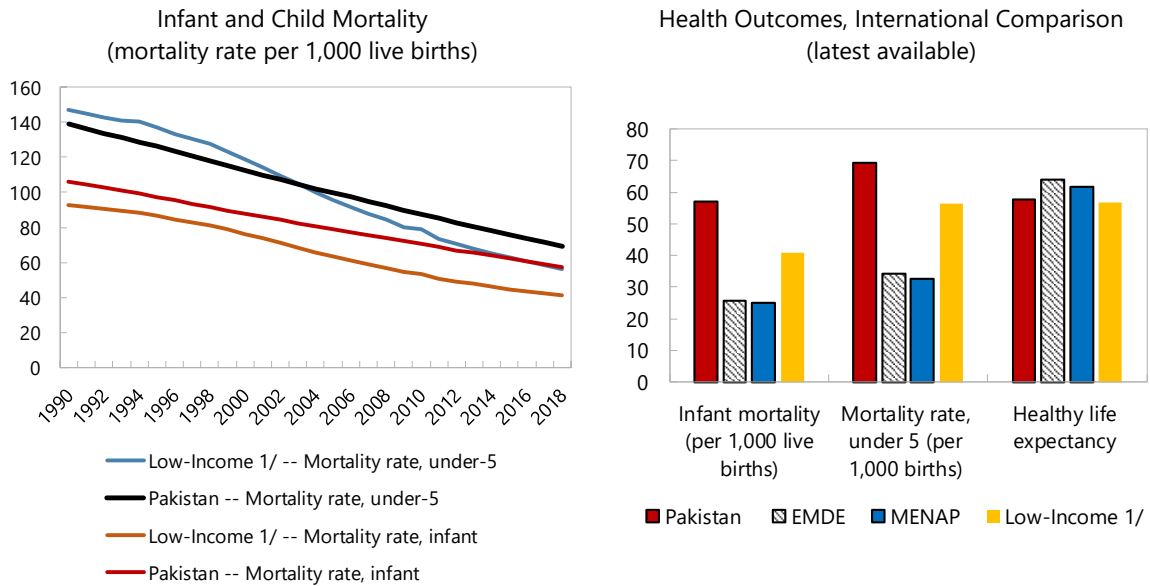 Infant and Child Mortality
(mortality rate per 1,000 live births)
160
140
120
100
80
60
40
20
0
1990
1992
1994
1996
1998
2000
2002
2004
2006
2008
2010
2012
2014
2016
2018
Low-Income 1/ -- Mortality rate, under-5
Pakistan -- Mortality rate, under-5
Low-Income 1/ -- Mortality rate, infant
Pakistan -- Mortality rate, infant
Health Outcomes, International Comparison
(latest available)
80
70
60
50
40
30
20
10
0
Infant mortality
(per 1,000 live
births)
Mortality rate,
under 5 (per
1,000 births)
Healthy life
expectancy
Pakistan
EMDE
MENAP
Low-Income 1/